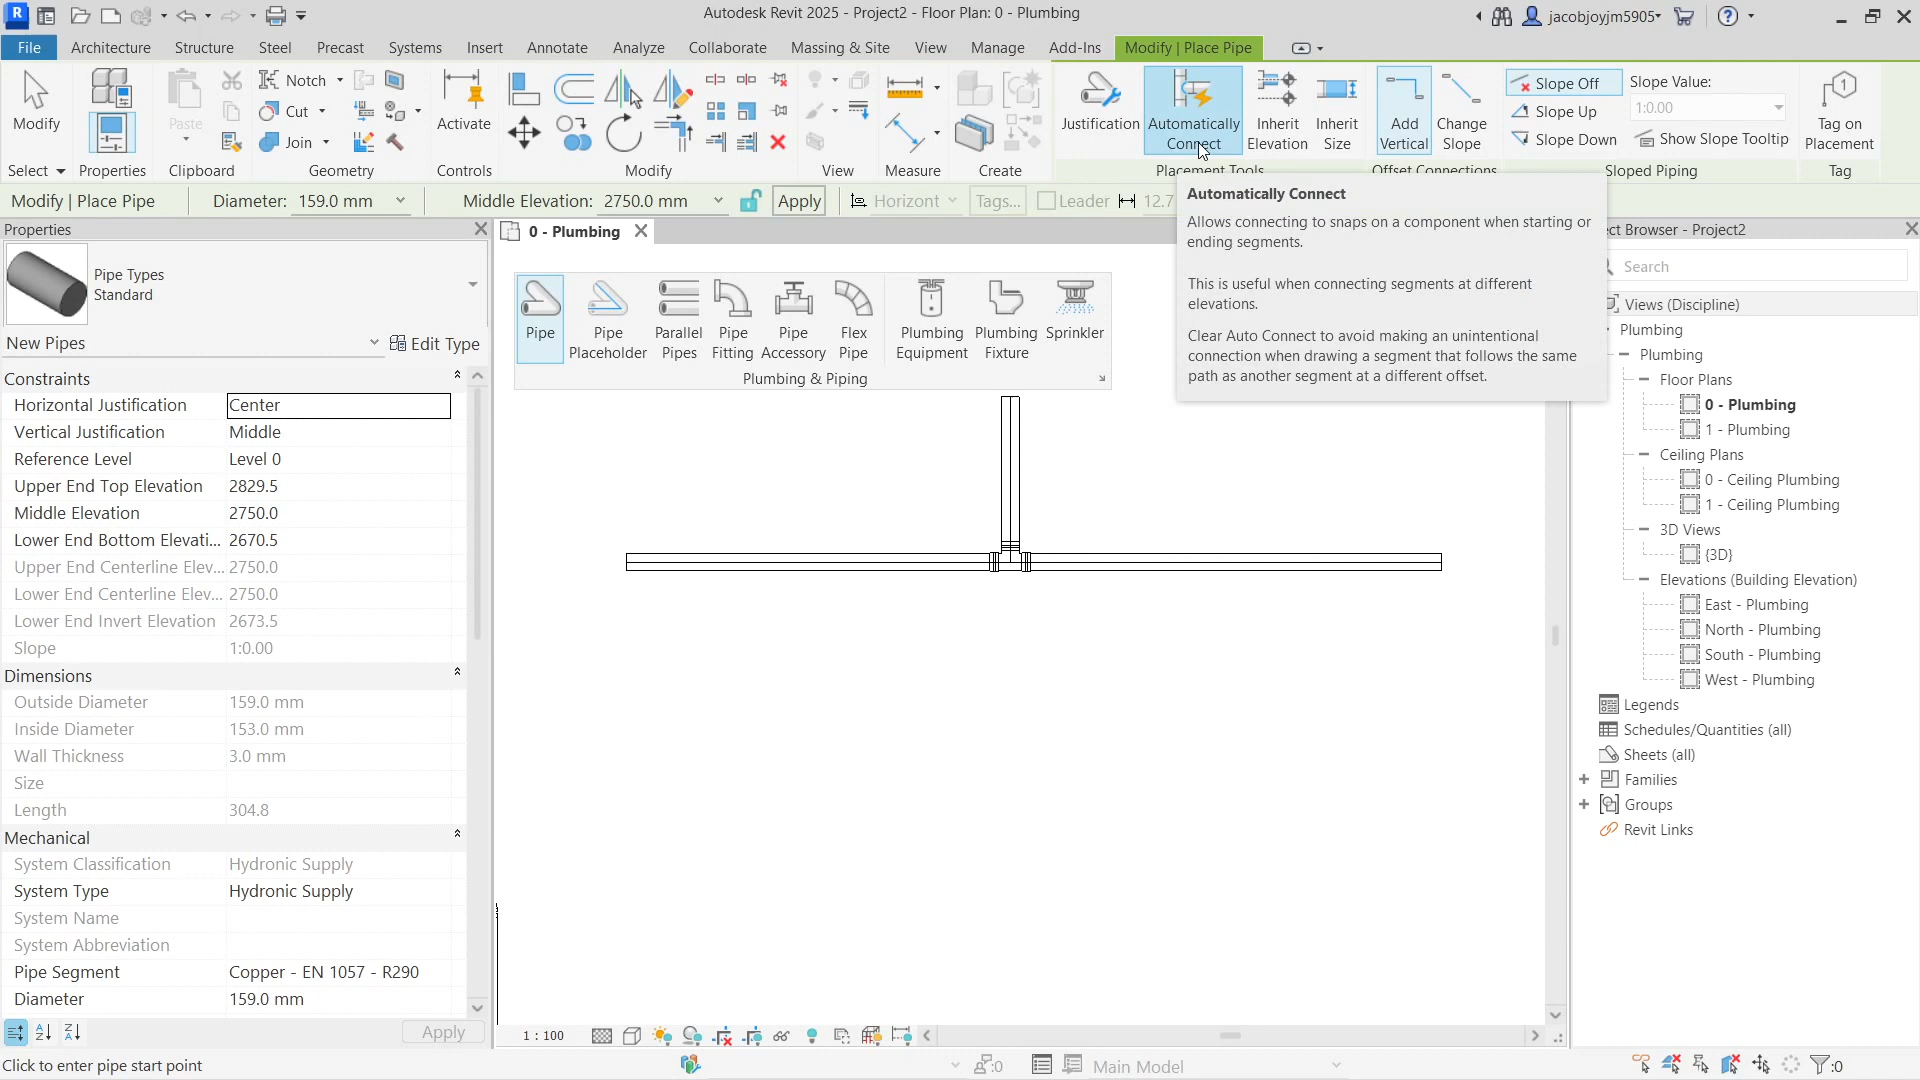 Autodesk Revit 2025 - Project2 - Floor Plan: 0 - Plumbing
jacobjoyjm5905
File
Architecture
Structure
Steel
Precast
Systems
Insert
Annotate
Analyze
Collaborate
Massing & Site
View
Manage
Add-Ins
Modify | Place Pipe
Modify
Paste
Notch
Cut
Join
Activate
Justification
Automatically
Connect
Inherit
Elevation
Inherit
Size
Add
Vertical
Change
Slope
Slope Off
Slope Up
Slope Down
Slope Value:
1:0.00
Show Slope Tooltip
Tag on
Placement
Select
Properties
Clipboard
Geometry
Controls
Modify
View
Measure
Create
Placement Tools
Offset Connections
Sloped Piping
Tag
Modify | Place Pipe
Diameter: 159.0 mm
Middle Elevation: 2750.0 mm
Apply
Horizont
Tags...
Leader
12.7
Automatically Connect
Allows connecting to snaps on a component when starting or
ending segments.
This is useful when connecting segments at different
elevations.
Clear Auto Connect to avoid making an unintentional
connection when drawing a segment that follows the same
path as another segment at a different offset.
Properties
Pipe Types
Standard
New Pipes
Edit Type
Constraints
Horizontal Justification Center
Vertical Justification Middle
Reference Level Level 0
Upper End Top Elevation 2829.5
Middle Elevation 2750.0
Lower End Bottom Elevati... 2670.5
Upper End Centerline Elev... 2750.0
Lower End Centerline Elev... 2750.0
Lower End Invert Elevation 2673.5
Slope 1:0.00
Dimensions
Outside Diameter 159.0 mm
Inside Diameter 153.0 mm
Wall Thickness 3.0 mm
Size
Length 304.8
Mechanical
System Classification Hydronic Supply
System Type Hydronic Supply
System Name
System Abbreviation
Pipe Segment Copper - EN 1057 - R290
Diameter 159.0 mm
Apply
0 - Plumbing
Pipe
Pipe
Placeholder
Parallel
Pipes
Pipe
Fitting
Pipe
Accessory
Flex
Pipe
Plumbing
Equipment
Plumbing
Fixture
Sprinkler
Plumbing & Piping
ect Browser - Project2
Search
Views (Discipline)
Plumbing
Plumbing
Floor Plans
0 - Plumbing
1 - Plumbing
Ceiling Plans
0 - Ceiling Plumbing
1 - Ceiling Plumbing
3D Views
{3D}
Elevations (Building Elevation)
East - Plumbing
North - Plumbing
South - Plumbing
West - Plumbing
Legends
Schedules/Quantities (all)
Sheets (all)
Families
Groups
Revit Links
1 : 100
Click to enter pipe start point
:0
Main Model
:0